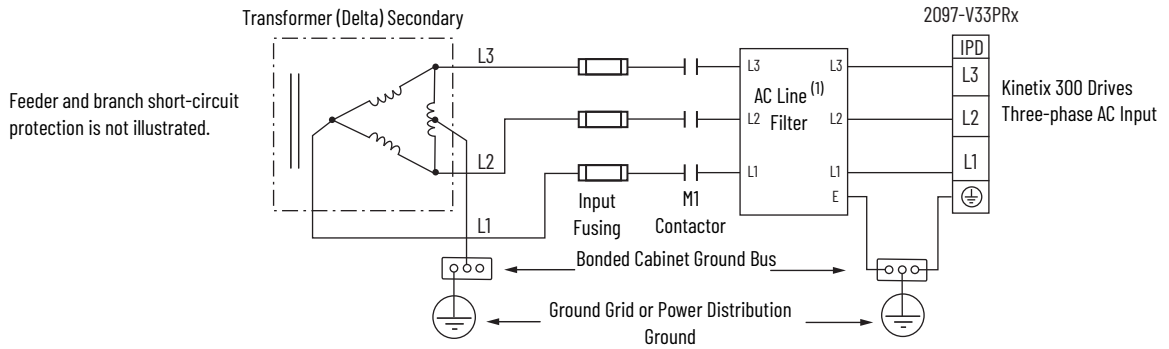 Transformer (Delta) Secondary
2097-V33PRx
IPD
L3
L3
L3
L3
Feeder and branch short-circuit
protection is not illustrated.
AC Line (1)
Filter
Kinetix 300 Drives
Three-phase AC Input
L2
L2
L2
L2
L1
L1
L1
L1
E
Input
Fusing
M1
Contactor
Bonded Cabinet Ground Bus
Ground Grid or Power Distribution
Ground